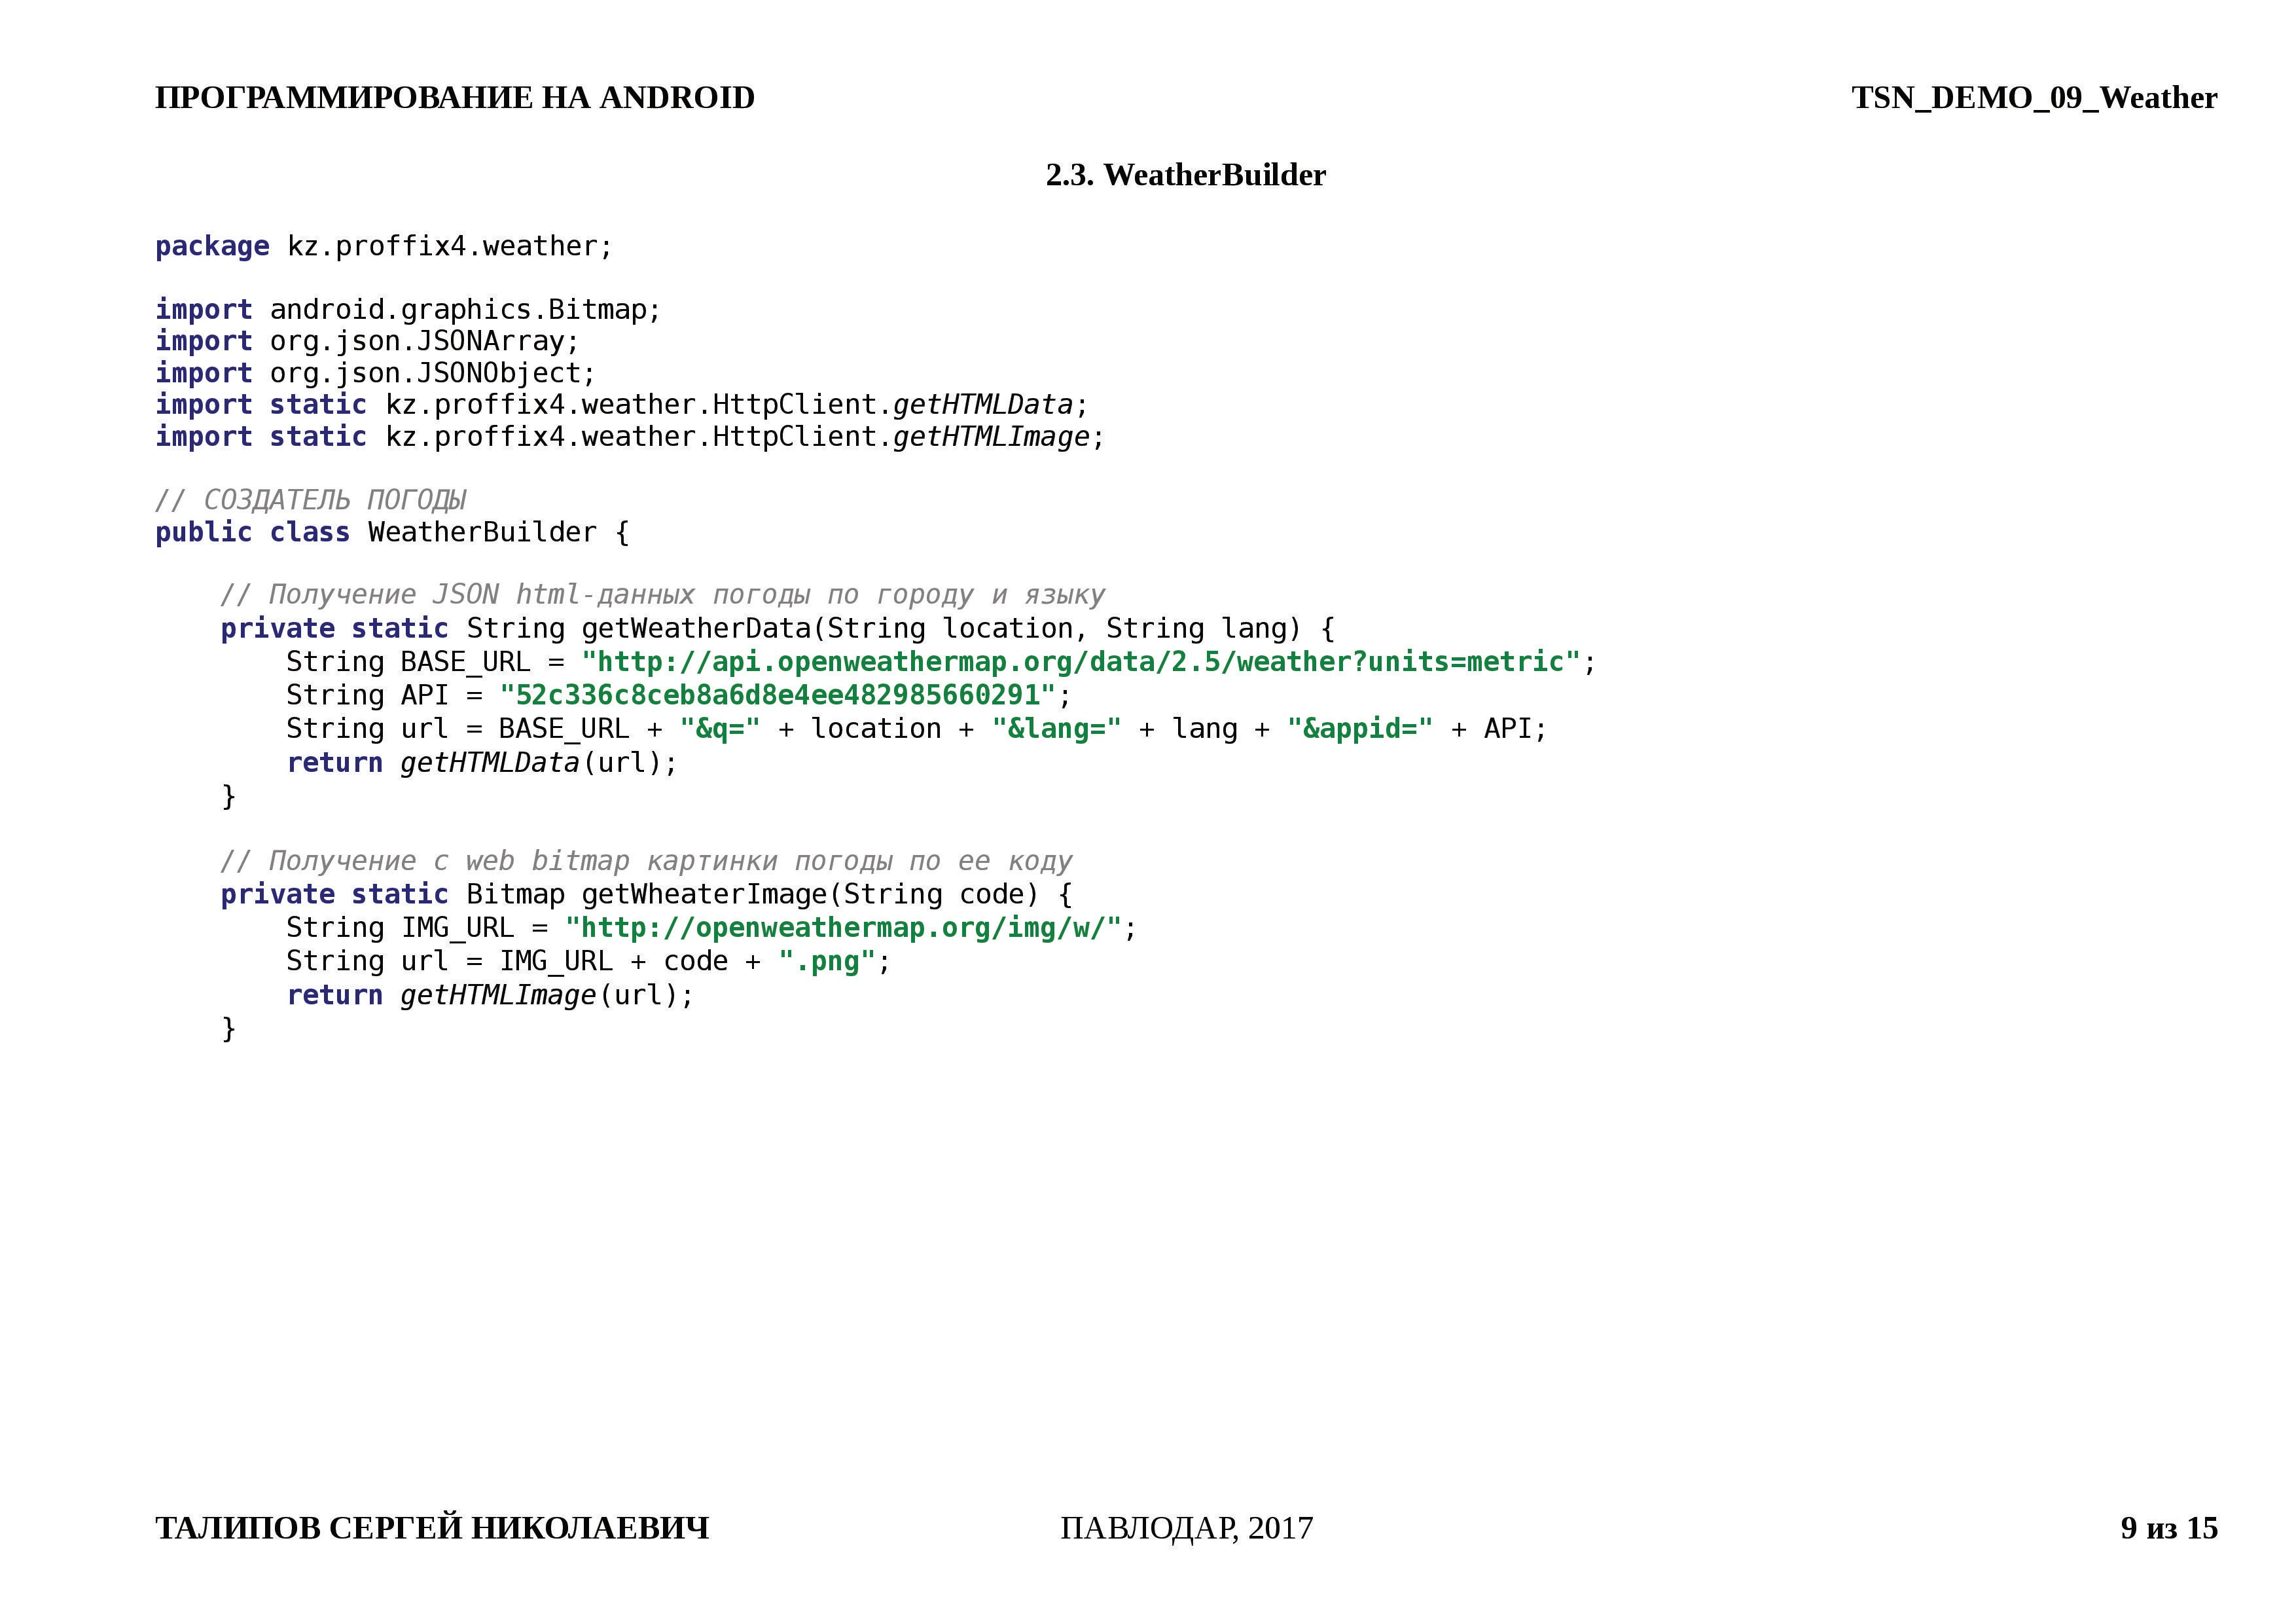 ПРОГРАММИРОВАНИЕ НА ANDROID TSN_DEMO_09_Weather
2.3. WeatherBuilder
package kz.proffix4.weather;
import android.graphics.Bitmap;
import org.json.JSONArray;
import org.json.JSONObject;
import static kz.proffix4.weather.HttpClient.getHTMLData;
import static kz.proffix4.weather.HttpClient.getHTMLImage;
// СОЗДАТЕЛЬ ПОГОДЫ
public class WeatherBuilder {
// Получение JSON html-данных погоды по городу и языку
private static String getWeatherData(String location, String lang) {
String BASE_URL = "http://api.openweathermap.org/data/2.5/weather?units=metric";
String API = "52c336c8ceb8a6d8e4ee482985660291";
String url = BASE_URL + "&q=" + location + "&lang=" + lang + "&appid=" + API;
return getHTMLData(url);
}
// Получение с web bitmap картинки погоды по ее коду
private static Bitmap getWheaterImage(String code) {
String IMG_URL = "http://openweathermap.org/img/w/";
String url = IMG_URL + code + ".png";
return getHTMLImage(url);
}
ТАЛИПОВ СЕРГЕЙ НИКОЛАЕВИЧ ПАВЛОДАР, 2017 9 из 15